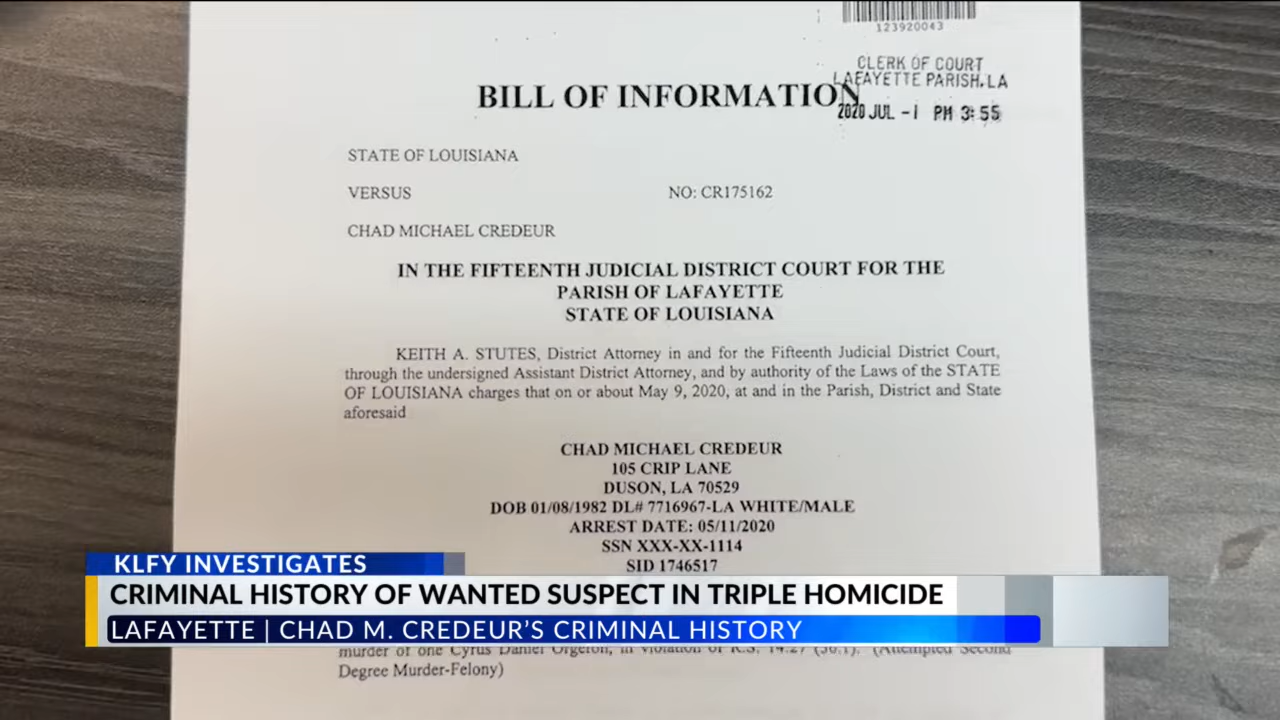 123920043
CLERK OF COURT
LAFAYETTE PARISH, LA
2020 JUL -1 PM 3:55
BILL OF INFORMATION
STATE OF LOUISIANA
VERSUS NO: CR175162
CHAD MICHAEL CREDEUR
IN THE FIFTEENTH JUDICIAL DISTRICT COURT FOR THE
PARISH OF LAFAYETTE
STATE OF LOUISIANA
KEITH A. STUTES, District Attorney in and for the Fifteenth Judicial District Court,
through the undersigned Assistant District Attorney, and by authority of the Laws of the STATE
OF LOUISIANA charges that on or about May 9, 2020, at and in the Parish, District and State
aforesaid
CHAD MICHAEL CREDEUR
105 CRIP LANE
DUSON, LA 70529
DOB 01/08/1982 DL# 7716967-LA WHITE/MALE
ARREST DATE: 05/11/2020
SSN XXX-XX-1114
SID 1746517
KLFY INVESTIGATES
CRIMINAL HISTORY OF WANTED SUSPECT IN TRIPLE HOMICIDE
LAFAYETTE | CHAD M. CREDEUR'S CRIMINAL HISTORY
murder of one Cyrus Daniel Orgeron, in violation of 14:27 (30.1). (Attempted Second
Degree Murder-Felony)